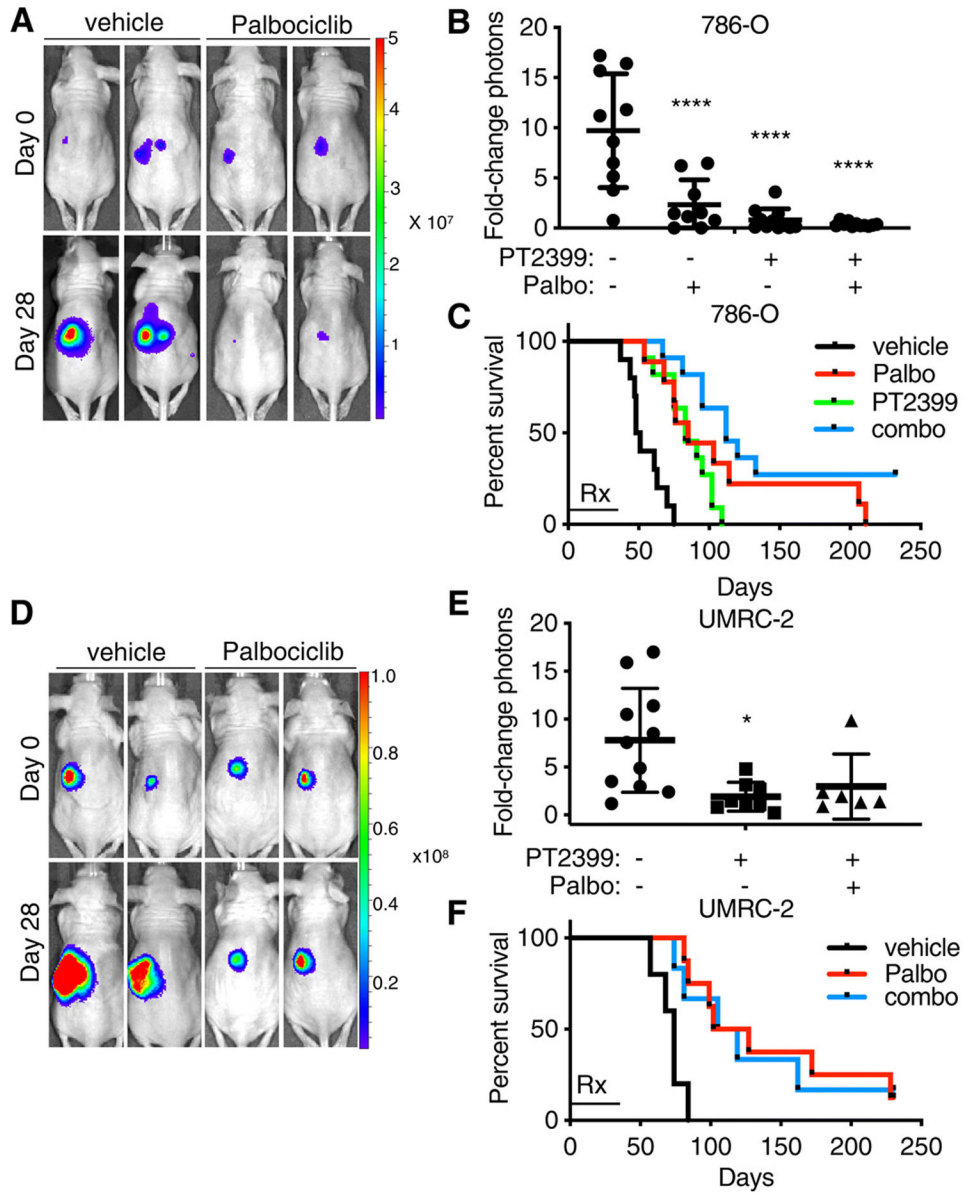 A
vehicle Palbociclib
Day 0
Day 28
5
4
3
X 10⁷
2
1
B
786-O
Fold-change photons
20
15
10
5
0
**** **** ****
PT2399: - - + +
Palbo: - + - +
C
786-O
Percent survival
100
50
0
vehicle
Palbo
PT2399
combo
Rx
0 50 100 150 200 250
Days
D
vehicle Palbociclib
Day 0
Day 28
1.0
0.8
0.6
x10⁸
0.4
0.2
E
UMRC-2
Fold-change photons
20
15
10
5
0
*
PT2399: - + +
Palbo: - - +
F
UMRC-2
Percent survival
100
50
0
vehicle
Palbo
combo
Rx
0 50 100 150 200 250
Days